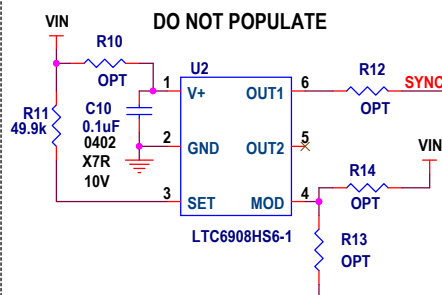 DO NOT POPULATE
VIN
R10
OPT
U2
R11
49.9k
C10
0.1uF
0402
X7R
10V
1
V+
OUT1
6
R12
OPT
SYNC
2
GND
OUT2
5
VIN
R14
OPT
3
SET
MOD
4
LTC6908HS6-1
R13
OPT